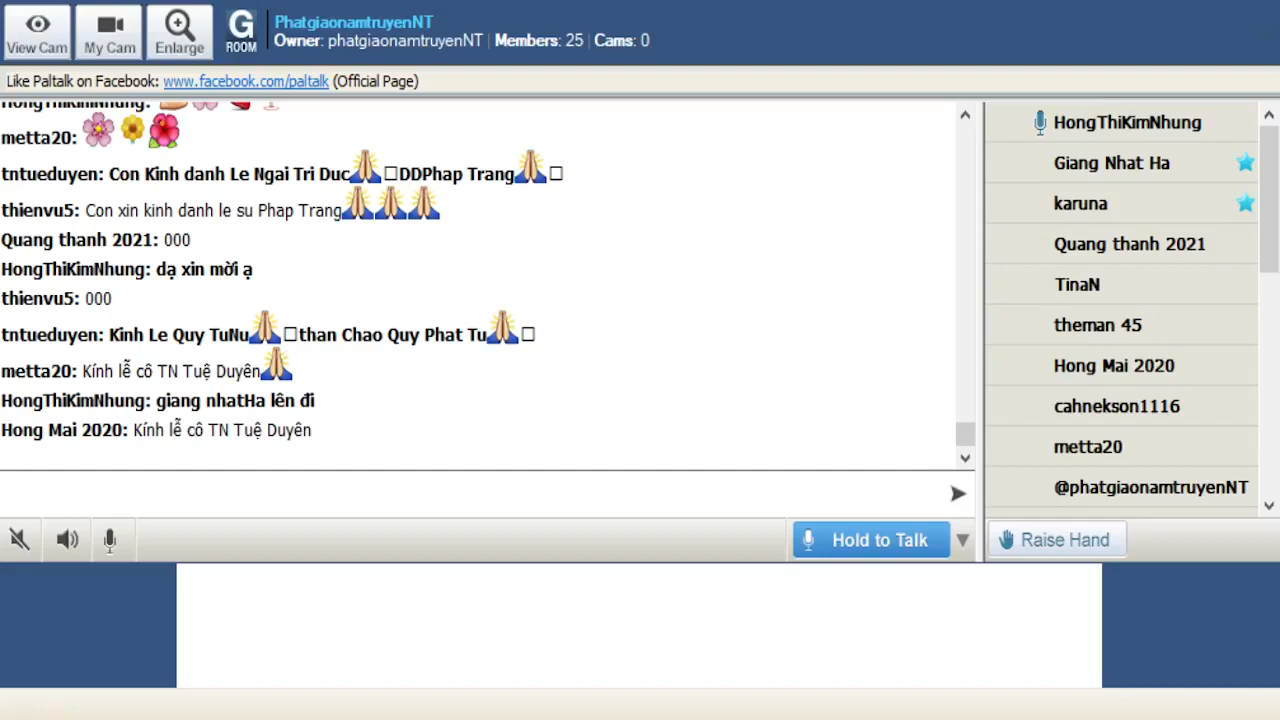 View Cam
My Cam
Enlarge
G
ROOM
PhatgiaonamtruyenNT
Owner: phatgiaonamtruyenNT | Members: 25 | Cams: 0
Like Paltalk on Facebook: www.facebook.com/paltalk (Official Page)
HongThiKimNhung:
metta20:
tntueduyen: Con Kinh danh Le Ngai Tri Duc DDPhap Trang
thienvu5: Con xin kinh danh le su Phap Trang
Quang thanh 2021: 000
HongThiKimNhung: dạ xin mời ạ
thienvu5: 000
tntueduyen: Kinh Le Quy TuNu than Chao Quy Phat Tu
metta20: Kính lễ cô TN Tuệ Duyên
HongThiKimNhung: giang nhatHa lên đi
Hong Mai 2020: Kính lễ cô TN Tuệ Duyên
Hold to Talk
HongThiKimNhung
Giang Nhat Ha
karuna
Quang thanh 2021
TinaN
theman 45
Hong Mai 2020
cahnekson1116
metta20
@phatgiaonamtruyenNT
Raise Hand